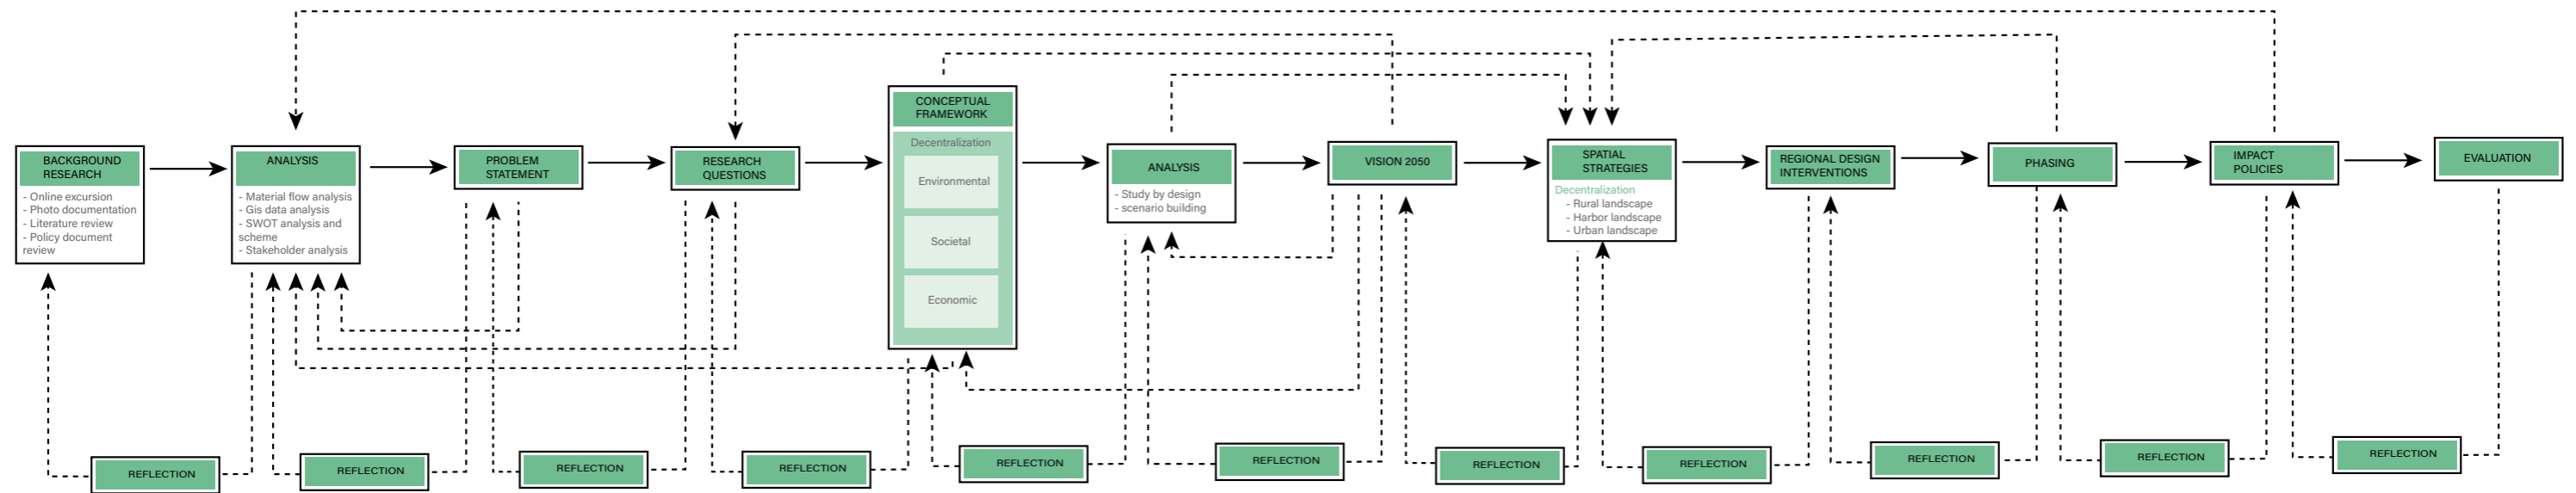 BACKGROUND
RESEARCH
- Online excursion
- Photo documentation
- Literature review
- Policy document
review
ANALYSIS
- Material flow analysis
- Gis data analysis
- SWOT analysis and
scheme
- Stakeholder analysis
PROBLEM
STATEMENT
RESEARCH
QUESTIONS
CONCEPTUAL
FRAMEWORK
Decentralization
Environmental
Societal
Economic
ANALYSIS
- Study by design
- scenario building
VISION 2050
SPATIAL
STRATEGIES
Decentralization
- Rural landscape
- Harbor landscape
- Urban landscape
REGIONAL DESIGN
INTERVENTIONS
PHASING
IMPACT
POLICIES
EVALUATION
REFLECTION
REFLECTION
REFLECTION
REFLECTION
REFLECTION
REFLECTION
REFLECTION
REFLECTION
REFLECTION
REFLECTION
REFLECTION